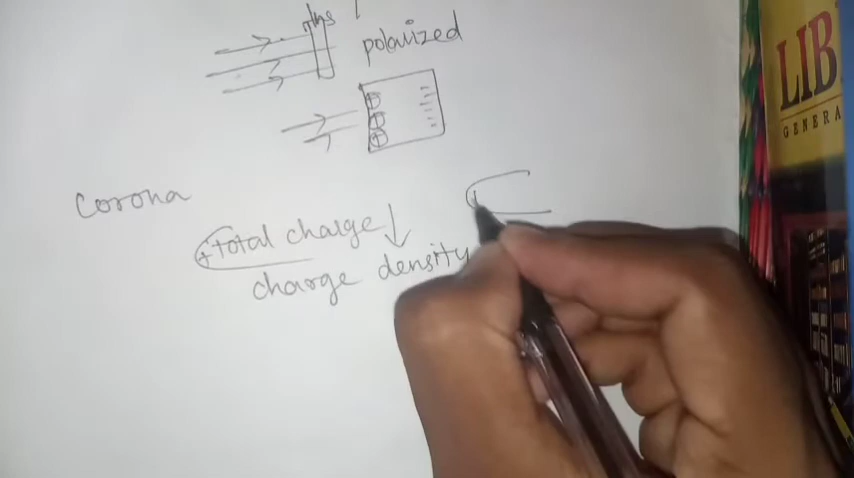 polarized
Corona
+total charge ↓
charge density
LIB
GENERA